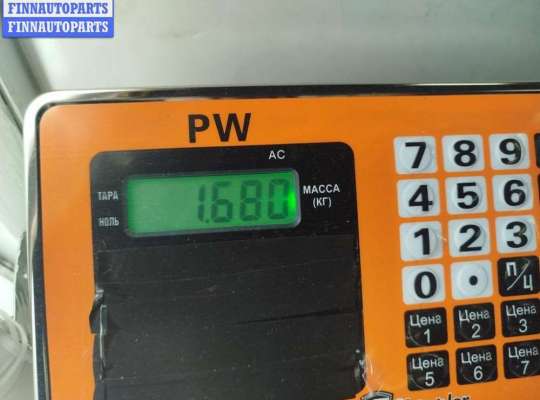 FINNAUTOPARTS
FINNAUTOPARTS
PW
AC
ТАРА
НОЛЬ
1.680
МАССА
(КГ)
7 8 9
4 5 6
1 2 3
0 . П/Ц
Цена 1 Цена 2 Цена 3
Цена 5 Цена 6 Цена 7